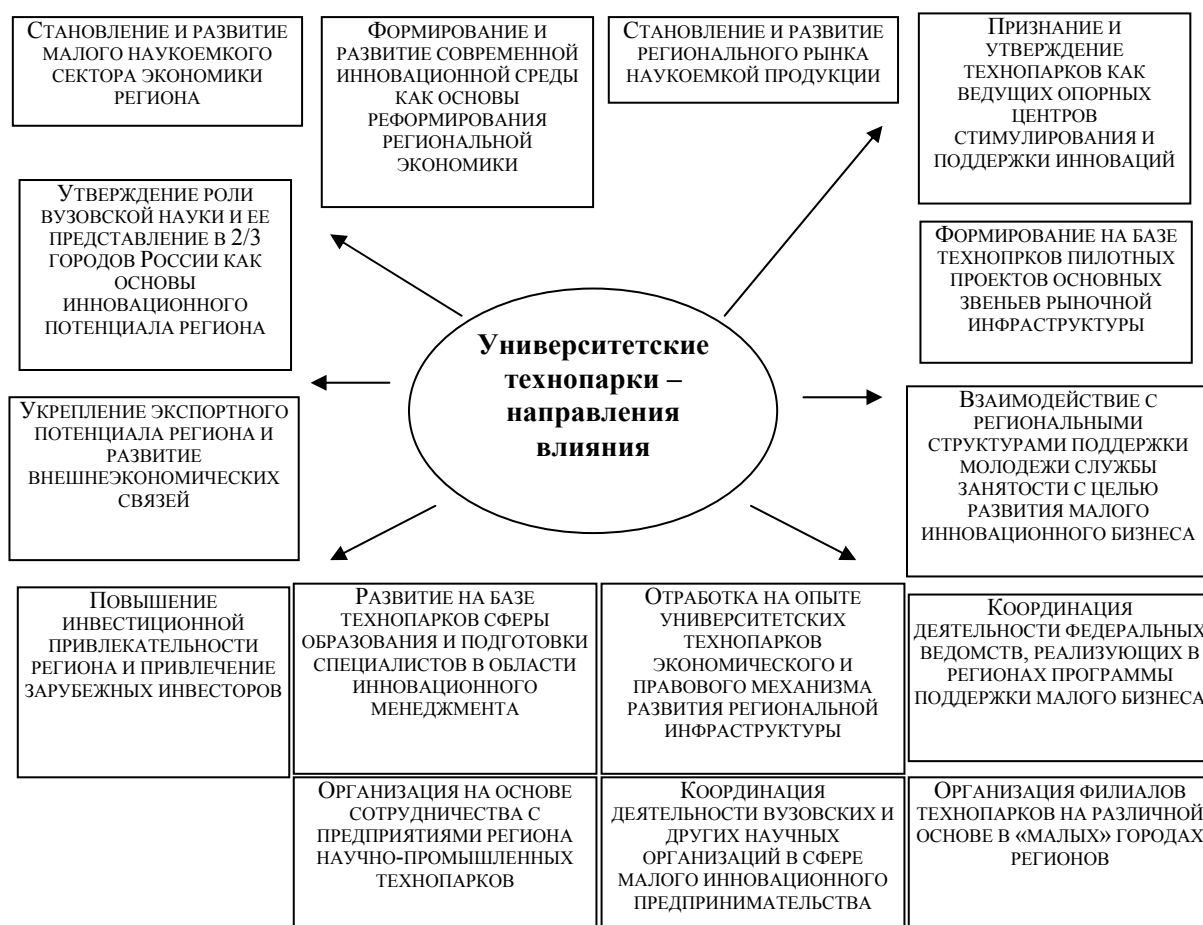 Становление и развитие
малого наукоемкого
сектора экономики
региона
Формирование и
развитие современной
инновационной среды
как основы
реформирования
региональной
экономики
Становление и развитие
регионального рынка
наукоемкой продукции
Признание и
утверждение
технопарков как
ведущих опорных
центров
стимулирования и
поддержки инноваций
Утверждение роли
вузовской науки и ее
представление в 2/3
городов России как
основы
инновационного
потенциала региона
Формирование на базе
технопрков пилотных
проектов основных
звеньев рыночной
инфраструктуры
Университетские
технопарки –
направления
влияния
Укрепление экспортного
потенциала региона и
развитие
внешнеэкономических
связей
Взаимодействие с
региональными
структурами поддержки
молодежи службы
занятости с целью
развития малого
инновационного бизнеса
Повышение
инвестиционной
привлекательности
региона и привлечение
зарубежных инвесторов
Развитие на базе
технопарков сферы
образования и подготовки
специалистов в области
инновационного
менеджмента
Отработка на опыте
университетских
технопарков
экономического и
правового механизма
развития региональной
инфраструктуры
Координация
деятельности федеральных
ведомств, реализующих в
регионах программы
поддержки малого бизнеса
Организация на основе
сотрудничества с
предприятиями региона
научно-промышленных
технопарков
Координация
деятельности вузовских и
других научных
организаций в сфере
малого инновационного
предпринимательства
Организация филиалов
технопарков на различной
основе в «малых» городах
регионов